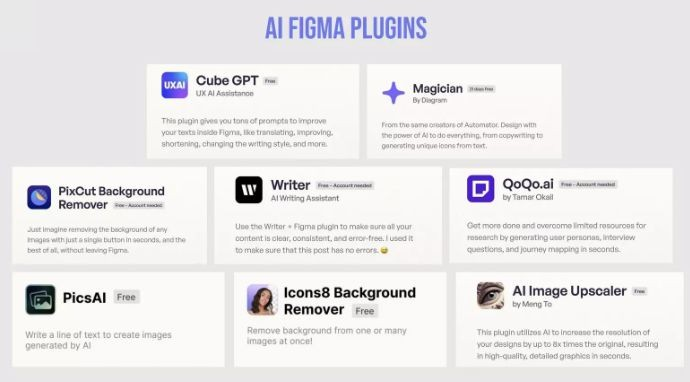 AI FIGMA PLUGINS
UXAI
Cube GPT Free
UX AI Assistance
This plugin gives you tons of prompts to improve
your texts inside Figma, like translating, improving,
shortening, changing the writing style, and more.
Magician 21 days free
By Diagram
From the same creators of Automator. Design with
the power of AI to do everything, from copywriting to
generating unique icons from text.
PixCut Background
Remover Free - Account needed
Just imagine removing the background of any
images with just a single button in seconds, and the
best of all, without leaving Figma.
Writer Free - Account needed
AI Writing Assistant
Use the Writer + Figma plugin to make sure all your
content is clear, consistent, and error-free. I used it
to make sure that this post has no errors. 😅
QoQo.ai Free - Account needed
by Tamar Okail
Get more done and overcome limited resources for
research by generating user personas, interview
questions, and journey mapping in seconds.
PicsAI Free
Write a line of text to create images
generated by AI
Icons8 Background
Remover Free
Remove background from one or many
images at once!
AI Image Upscaler Free
by Meng To
This plugin utilizes AI to increase the resolution of
your designs by up to 8x times the original, resulting
in high-quality, detailed graphics in seconds.